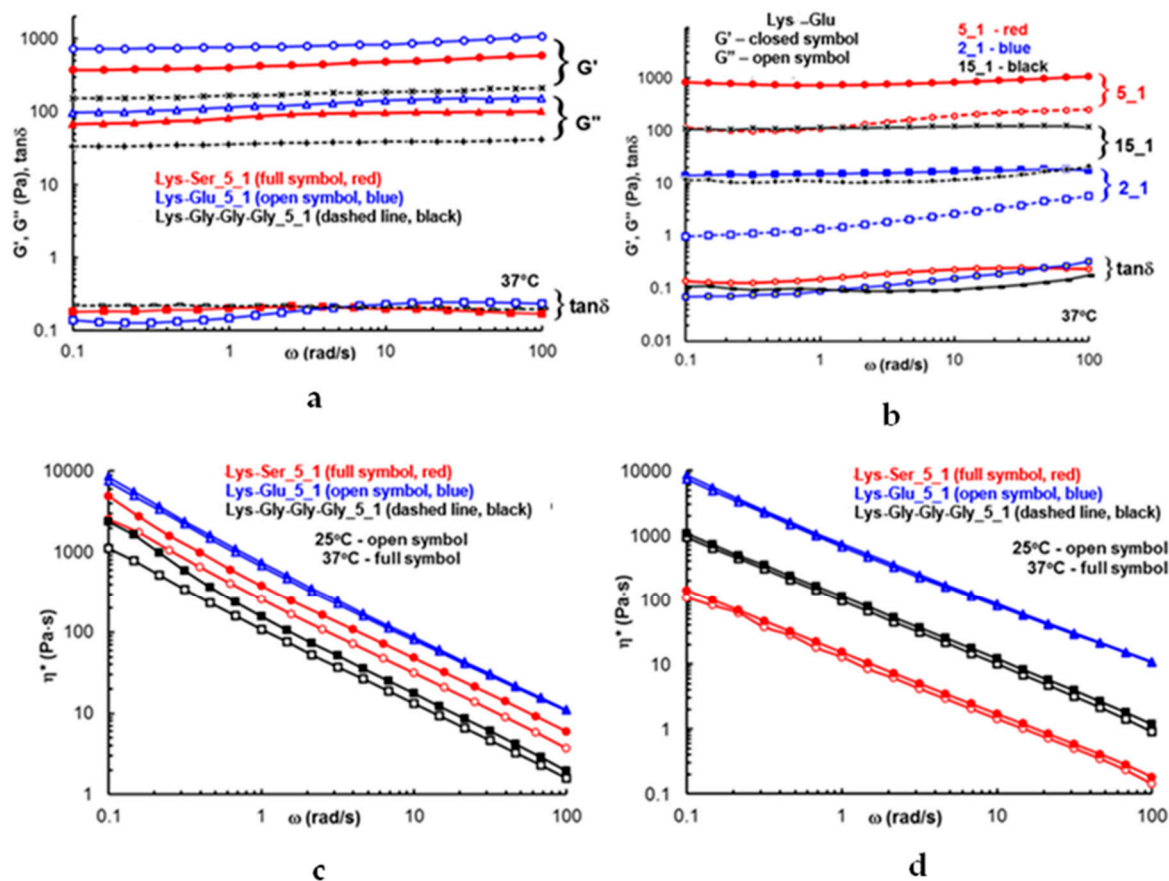 1000
100
10
1
0.1
G', G'' (Pa), tanδ
G'
G''
Lys-Ser_5_1 (full symbol, red)
Lys-Glu_5_1 (open symbol, blue)
Lys-Gly-Gly-Gly_5_1 (dashed line, black)
37°C
tanδ
0.1
1
10
100
ω (rad/s)
a
Lys –Glu
G' – closed symbol
G'' – open symbol
5_1 - red
2_1 - blue
15_1 - black
10000
1000
100
10
1
0.1
0.01
G', G'' (Pa), tanδ
5_1
15_1
2_1
tanδ
37°C
0.1
1
10
100
ω (rad/s)
b
10000
1000
100
10
1
η* (Pa·s)
Lys-Ser_5_1 (full symbol, red)
Lys-Glu_5_1 (open symbol, blue)
Lys-Gly-Gly-Gly_5_1 (dashed line, black)
25°C - open symbol
37°C - full symbol
0.1
1
10
100
ω (rad/s)
c
10000
1000
100
10
1
0.1
η* (Pa·s)
Lys-Ser_5_1 (full symbol, red)
Lys-Glu_5_1 (open symbol, blue)
Lys-Gly-Gly-Gly_5_1 (dashed line, black)
25°C - open symbol
37°C - full symbol
0.1
1
10
100
ω (rad/s)
d